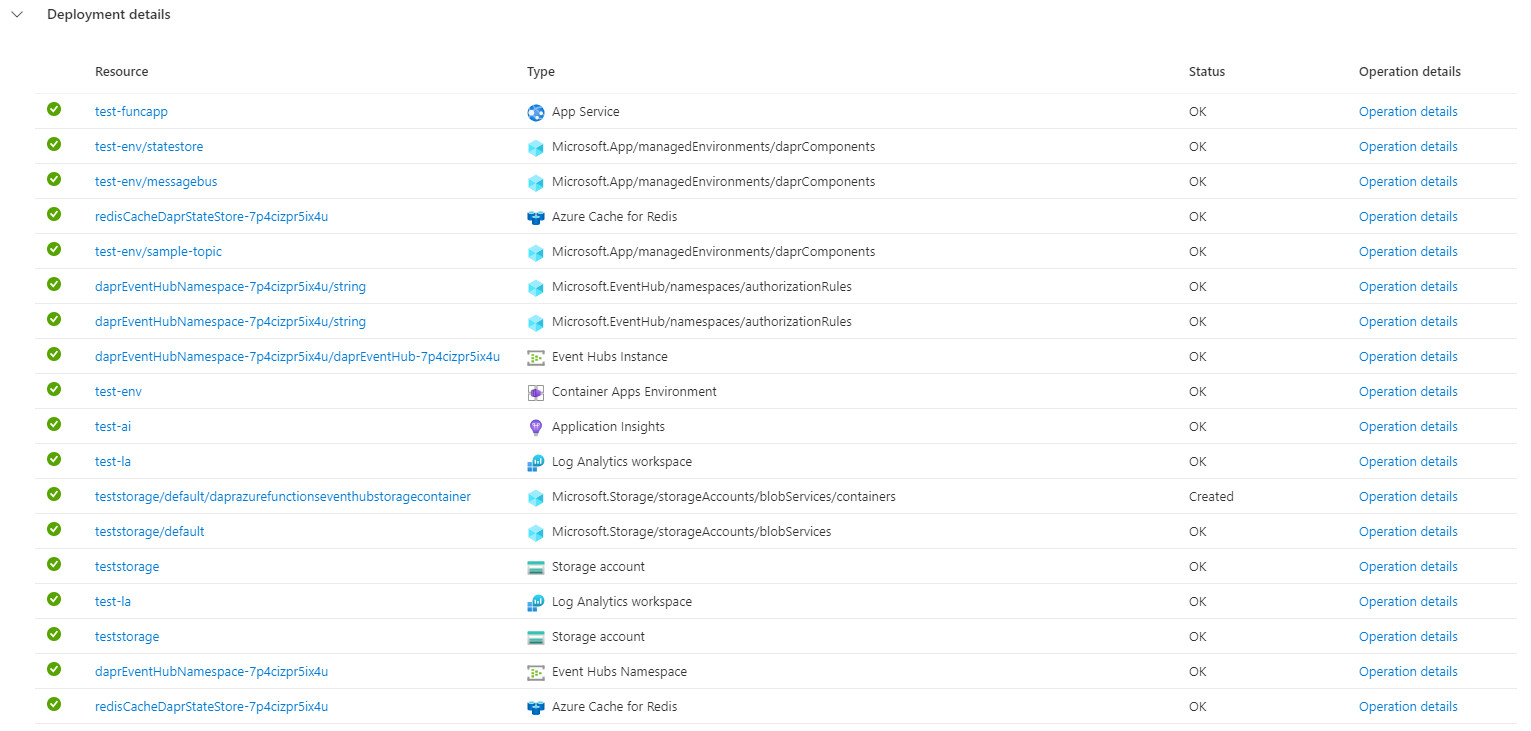 Deployment details
Resource Type Status Operation details
test-funcapp App Service OK Operation details
test-env/statestore Microsoft.App/managedEnvironments/daprComponents OK Operation details
test-env/messagebus Microsoft.App/managedEnvironments/daprComponents OK Operation details
redisCacheDaprStateStore-7p4cizpr5ix4u Azure Cache for Redis OK Operation details
test-env/sample-topic Microsoft.App/managedEnvironments/daprComponents OK Operation details
daprEventHubNamespace-7p4cizpr5ix4u/string Microsoft.EventHub/namespaces/authorizationRules OK Operation details
daprEventHubNamespace-7p4cizpr5ix4u/string Microsoft.EventHub/namespaces/authorizationRules OK Operation details
daprEventHubNamespace-7p4cizpr5ix4u/daprEventHub-7p4cizpr5ix4u Event Hubs Instance OK Operation details
test-env Container Apps Environment OK Operation details
test-ai Application Insights OK Operation details
test-la Log Analytics workspace OK Operation details
teststorage/default/daprazurefunctionseventhubstoragecontainer Microsoft.Storage/storageAccounts/blobServices/containers Created Operation details
teststorage/default Microsoft.Storage/storageAccounts/blobServices OK Operation details
teststorage Storage account OK Operation details
test-la Log Analytics workspace OK Operation details
teststorage Storage account OK Operation details
daprEventHubNamespace-7p4cizpr5ix4u Event Hubs Namespace OK Operation details
redisCacheDaprStateStore-7p4cizpr5ix4u Azure Cache for Redis OK Operation details